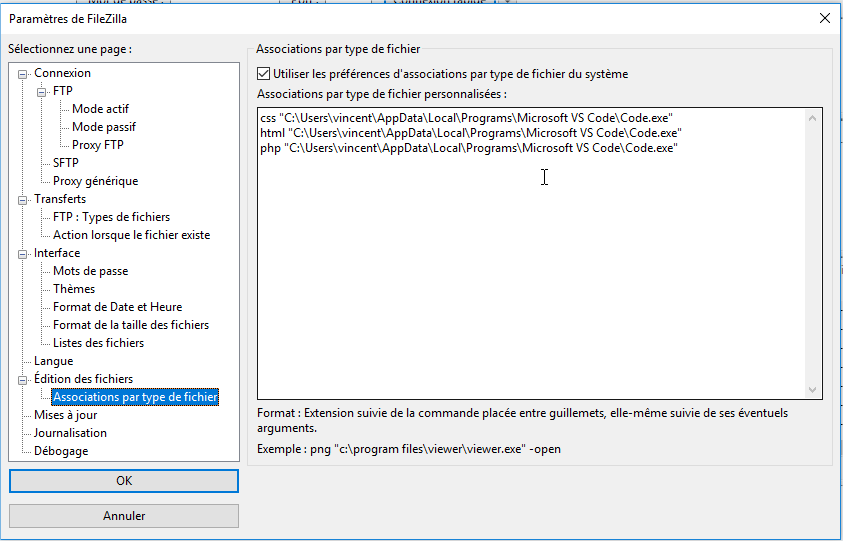 Mot de passe :
Port :
Connexion rapide
Paramètres de FileZilla
Sélectionnez une page :
Connexion
FTP
Mode actif
Mode passif
Proxy FTP
SFTP
Proxy générique
Transferts
FTP : Types de fichiers
Action lorsque le fichier existe
Interface
Mots de passe
Thèmes
Format de Date et Heure
Format de la taille des fichiers
Listes des fichiers
Langue
Édition des fichiers
Associations par type de fichier
Mises à jour
Journalisation
Débogage
OK
Annuler
Associations par type de fichier
Utiliser les préférences d'associations par type de fichier du système
Associations par type de fichier personnalisées :
css "C:\Users\vincent\AppData\Local\Programs\Microsoft VS Code\Code.exe"
html "C:\Users\vincent\AppData\Local\Programs\Microsoft VS Code\Code.exe"
php "C:\Users\vincent\AppData\Local\Programs\Microsoft VS Code\Code.exe"
Format : Extension suivie de la commande placée entre guillemets, elle-même suivie de ses éventuels
arguments.
Exemple : png "c:\program files\viewer\viewer.exe" -open